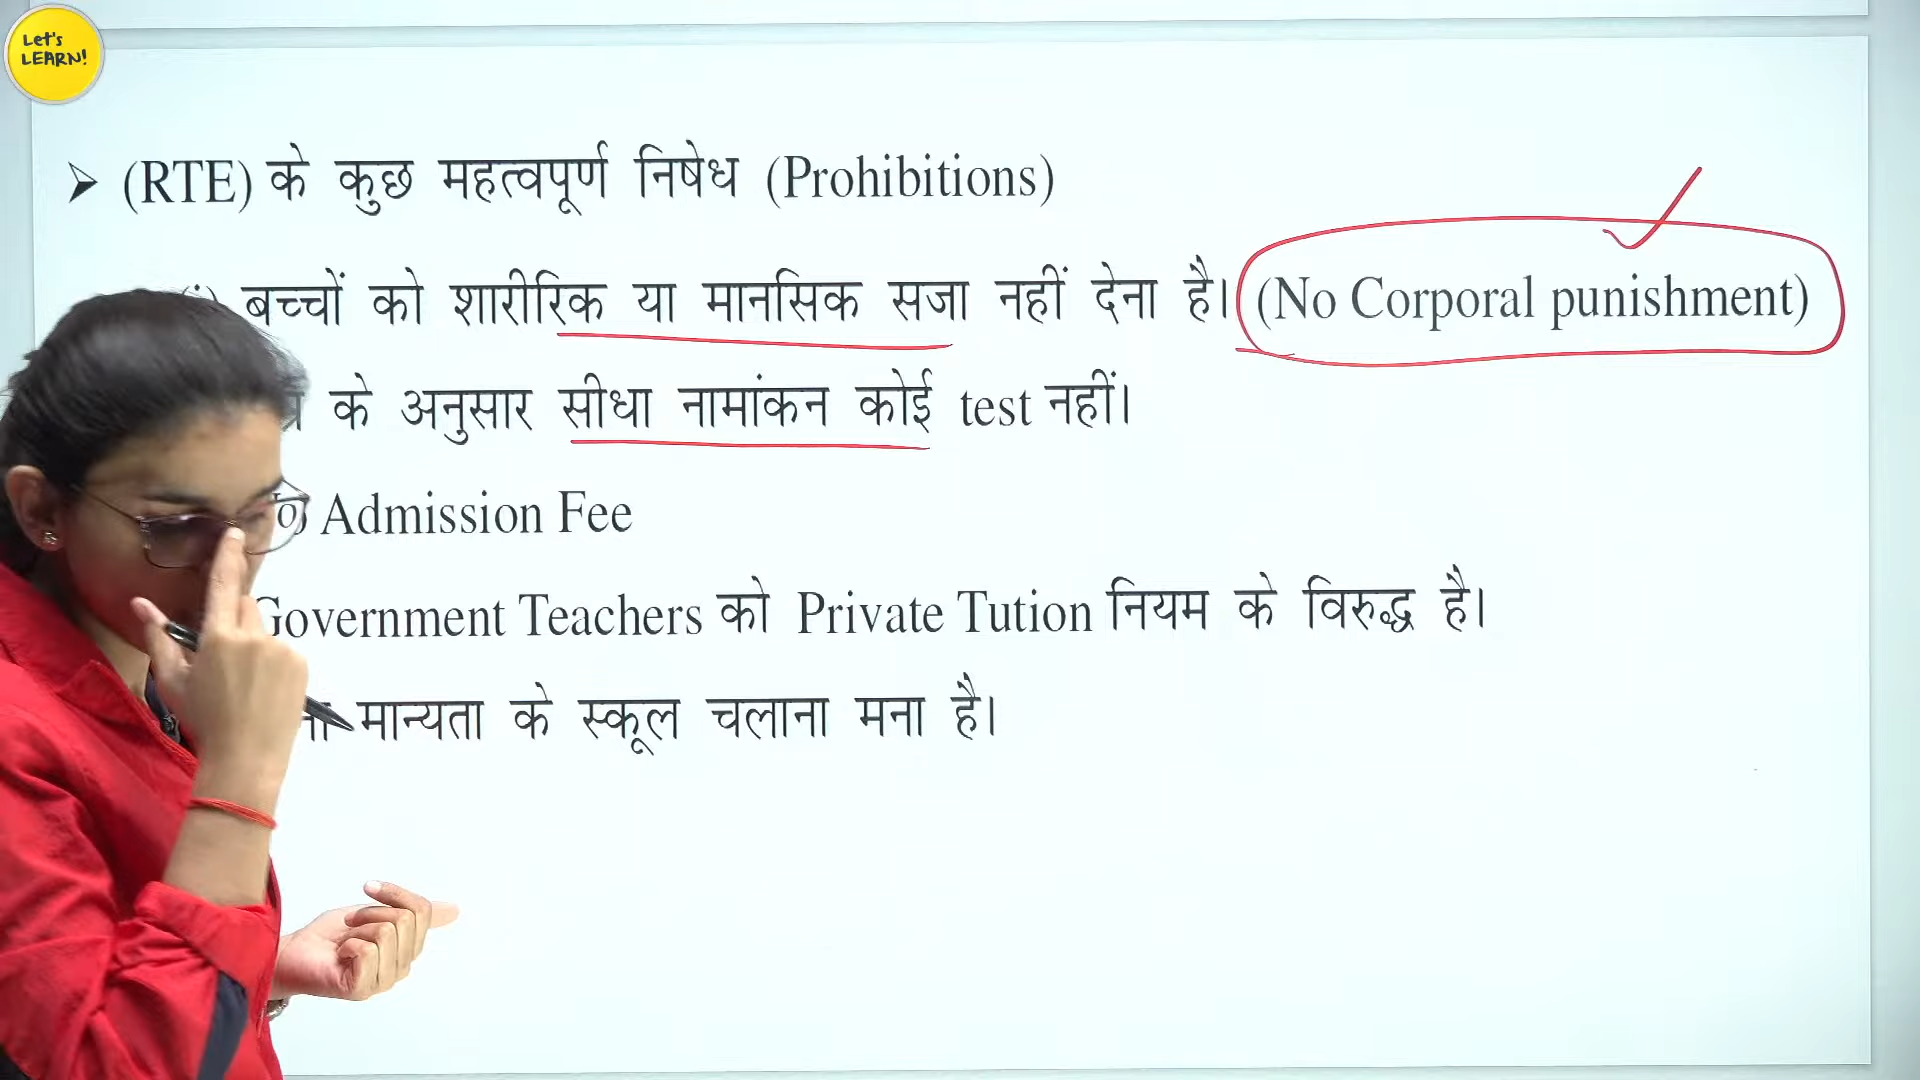 Let's
LEARN!
➤ (RTE) के कुछ महत्वपूर्ण निषेध (Prohibitions)
बच्चों को शारीरिक या मानसिक सजा नहीं देना है। (No Corporal punishment)
के अनुसार सीधा नामांकन कोई test नहीं।
Admission Fee
Government Teachers को Private Tution नियम के विरुद्ध है।
मान्यता के स्कूल चलाना मना है।